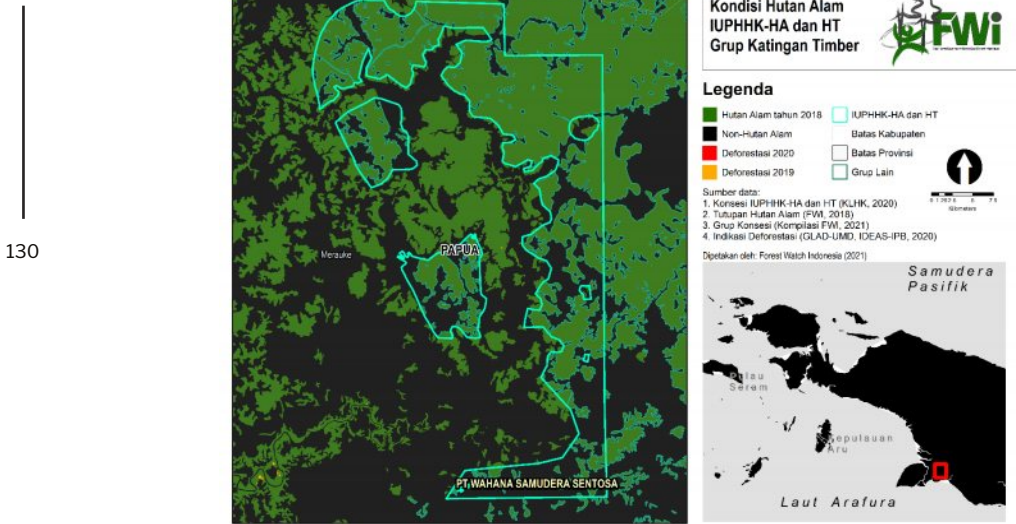 130
Kondisi Hutan Alam
IUPHHK-HA dan HT
Grup Katingan Timber
FWi
Legenda
Hutan Alam tahun 2018
Non-Hutan Alam
Deforestasi 2020
Deforestasi 2019
IUPHHK-HA dan HT
Batas Kabupaten
Batas Provinsi
Grup Lain
Kilometers
Sumber data:
1. Konsesi IUPHHK-HA dan HT (KLHK, 2020)
2. Tutupan Hutan Alam (FWI, 2018)
3. Grup Konsesi (Kompilasi FWI, 2021)
4. Indikasi Deforestasi (GLAD-UMD, IDEAS-IPB, 2020)
Dipetakan oleh: Forest Watch Indonesia (2021)
Merauke
PAPUA
PT WAHANA SAMUDERA SENTOSA
Samudera
Pasifik
Pulau
Seram
Kepulauan
Aru
Laut Arafura